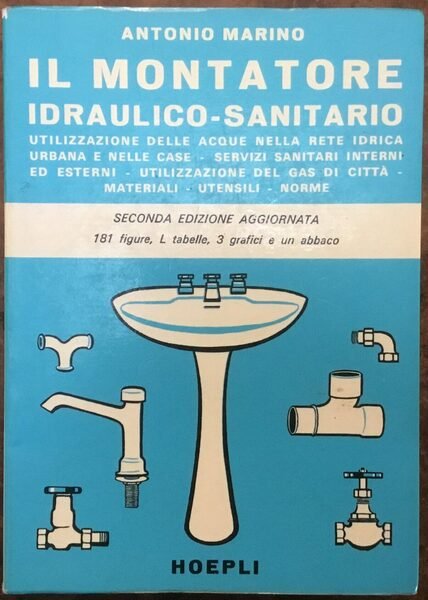 ANTONIO MARINO
IL MONTATORE
IDRAULICO-SANITARIO
UTILIZZAZIONE DELLE ACQUE NELLA RETE IDRICA
URBANA E NELLE CASE - SERVIZI SANITARI INTERNI
ED ESTERNI - UTILIZZAZIONE DEL GAS DI CITTÀ -
MATERIALI - UTENSILI - NORME
SECONDA EDIZIONE AGGIORNATA
181 figure, L tabelle, 3 grafici e un abbaco
HOEPLI